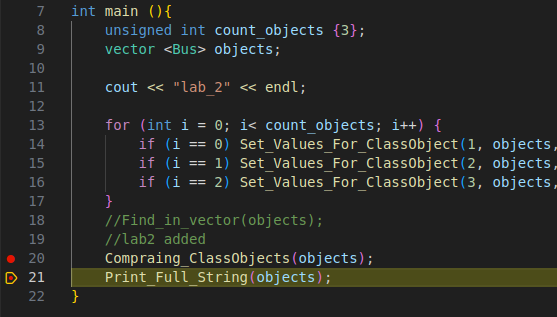 7 int main (){
8 unsigned int count_objects {3};
9 vector <Bus> objects;
10
11 cout << "lab_2" << endl;
12
13 for (int i = 0; i< count_objects; i++) {
14 if (i == 0) Set_Values_For_ClassObject(1, objects,
15 if (i == 1) Set_Values_For_ClassObject(2, objects,
16 if (i == 2) Set_Values_For_ClassObject(3, objects,
17 }
18 //Find_in_vector(objects);
19 //lab2 added
20 Compraing_ClassObjects(objects);
21 Print_Full_String(objects);
22 }